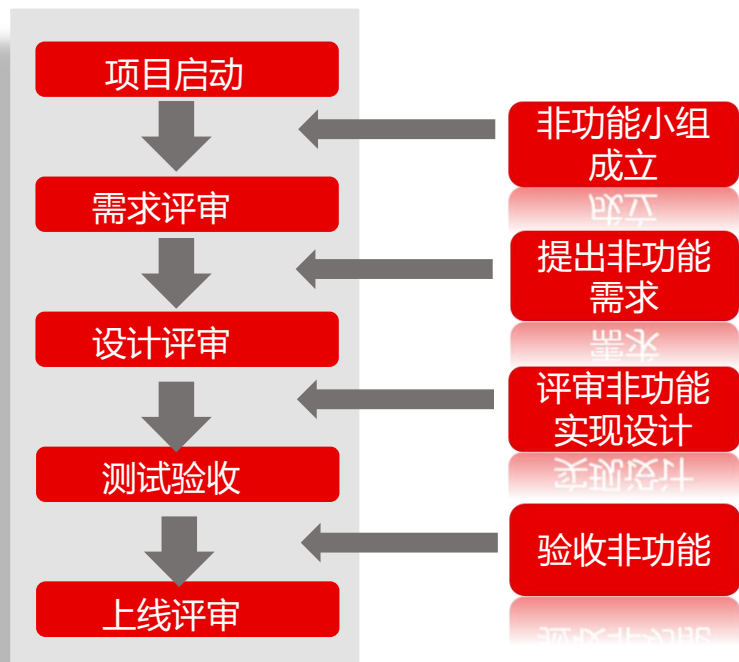 项目启动
需求评审
设计评审
测试验收
上线评审
非功能小组
成立
提出非功能
需求
评审非功能
实现设计
验收非功能